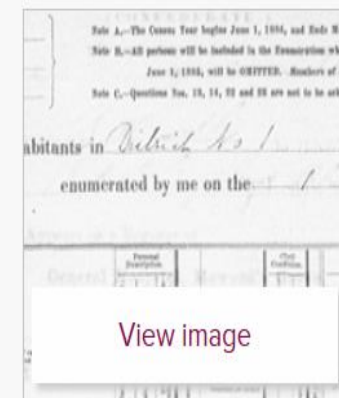 Note A.—The Census Year begins June 1, 1884, and Ends M
Note B.—All persons will be included in the Enumeration wh
June 1, 1885, will be OMITTED. Members of
Note C.—Questions Nos. 13, 14, 22 and 23 are not to be ask
abitants in District No 1
enumerated by me on the 1
Personal Description.
Civil Condition.
View image